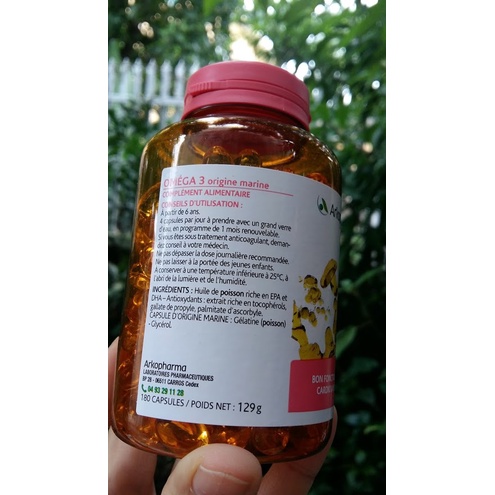 OMÉGA 3 origine marine
COMPLÉMENT ALIMENTAIRE
CONSEILS D'UTILISATION :
À partir de 6 ans.
4 capsules par jour à prendre avec un grand verre
d'eau, en programme de 1 mois renouvelable.
Si vous êtes sous traitement anticoagulant, deman-
dez conseil à votre médecin.
Ne pas dépasser la dose journalière recommandée.
Ne pas laisser à la portée des jeunes enfants.
À conserver à une température inférieure à 25°C, à
l'abri de la lumière et de l'humidité.
INGRÉDIENTS : Huile de poisson riche en EPA et
DHA – Antioxydants : extrait riche en tocophérols,
gallate de propyle, palmitate d'ascorbyle.
CAPSULE D'ORIGINE MARINE : Gélatine (poisson)
- Glycérol.
Arkopharma
LABORATOIRES PHARMACEUTIQUES
BP 28 - 06511 CARROS Cedex
04 93 29 11 28
180 CAPSULES / POIDS NET : 129g
BON